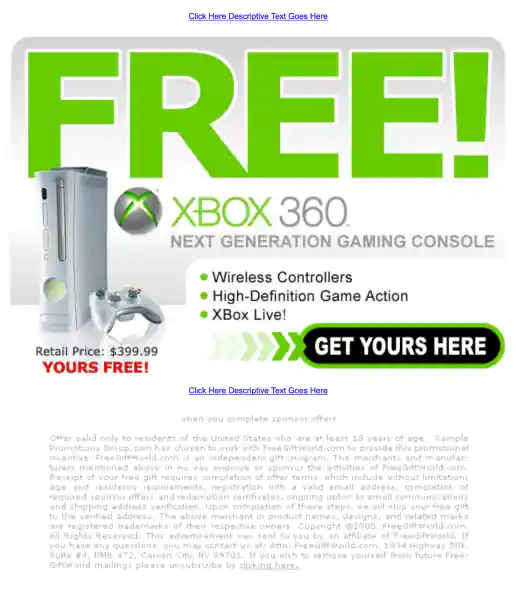 Click Here Descriptive Text Goes Here
FREE!
XBOX 360
NEXT GENERATION GAMING CONSOLE
Wireless Controllers
High-Definition Game Action
XBox Live!
GET YOURS HERE
Retail Price: $399.99
YOURS FREE!
Click Here Descriptive Text Goes Here
when you complete sponsor offers
Offer valid only to residents of the United States who are at least 18 years of age. Sample
Promotions Group.com has chosen to work with FreeGiftWorld.com to provide this promotional
incentive. FreeGiftWorld.com is an independent gift program. The merchants and manufac-
turers mentioned above in no way endorse or sponsor the activities of FreeGiftWorld.com.
Receipt of your free gift requires completion of offer terms, which include without limitation:
age and residency requirements, registration with a valid email address, completion of
required sponsor offers and redemption certificates, ongoing option to email communications
and shipping address verification. Upon completion of these steps, we will ship your free gift
to the verified address. The above merchant or product names, designs, and related marks
are registered trademarks of their respective owners. Copyright ©2005. FreeGiftWorld.com.
All Rights Reserved. This advertisement was sent to you by an affiliate of FreeGiftWorld. If
you have any questions, you may contact us at: Attn: FreeGiftWorld.com, 1894 Highway 50E,
Suite #4, PMB 472, Carson City, NV 89701. If you wish to remove yourself from future Free-
GiftWorld mailings please unsubscribe by clicking here.